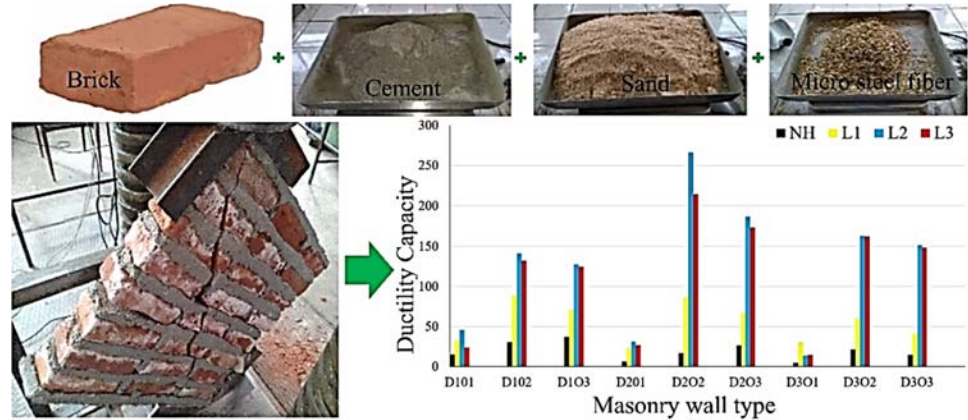 Brick + Cement + Sand + Micro steel fiber
NH L1 L2 L3
300
250
200
150
100
50
0
Ductility Capacity
D1O1 D1O2 D1O3 D2O1 D2O2 D2O3 D3O1 D3O2 D3O3
Masonry wall type